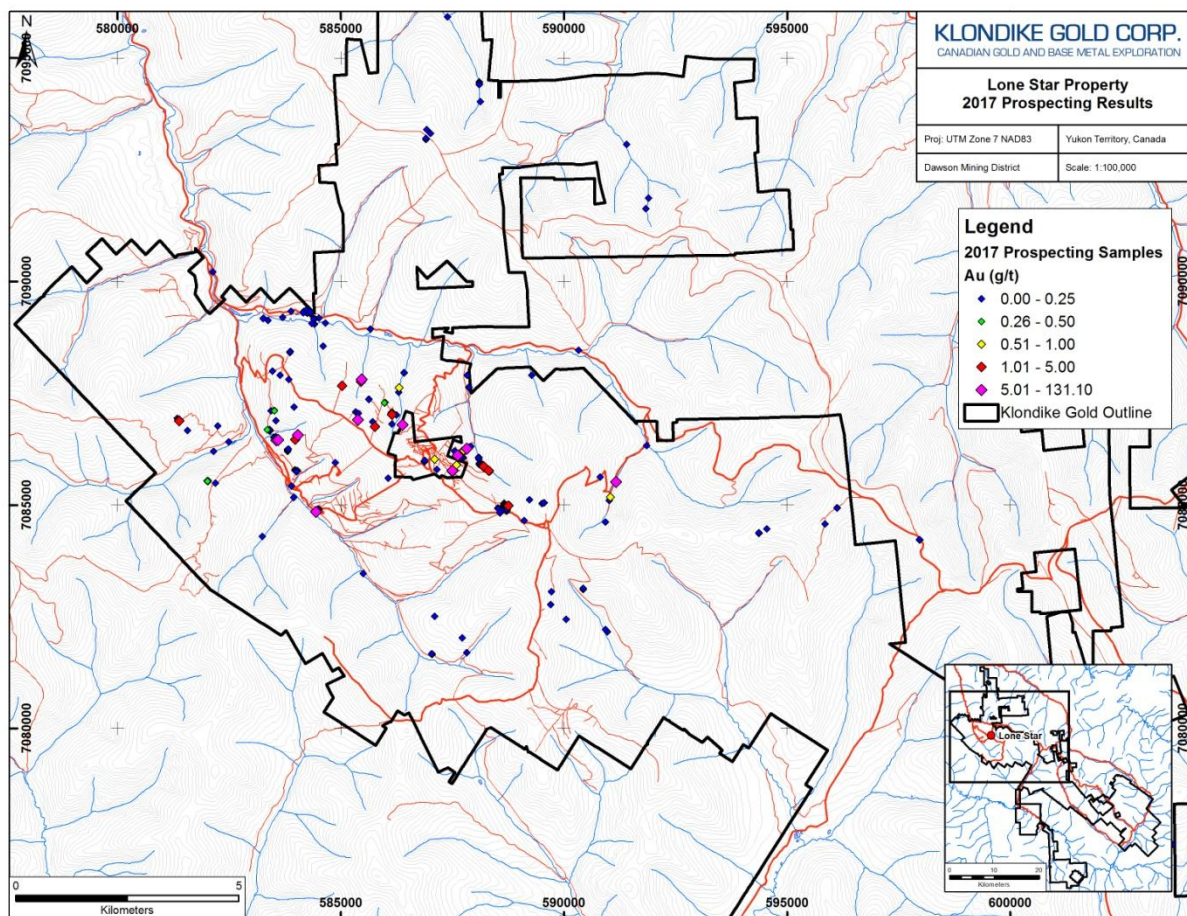 580000 585000 590000 595000
N
7095000
KLONDIKE GOLD CORP.
CANADIAN GOLD AND BASE METAL EXPLORATION
Lone Star Property
2017 Prospecting Results
Proj: UTM Zone 7 NAD83 Yukon Territory, Canada
Dawson Mining District Scale: 1:100,000
Legend
2017 Prospecting Samples
Au (g/t)
0.00 - 0.25
0.26 - 0.50
0.51 - 1.00
1.01 - 5.00
5.01 - 131.10
Klondike Gold Outline
7090000 7090000
7085000
7080000 7080000
Lone Star
0 10 20
Kilometers
0 5
Kilometers
585000 590000 595000 600000